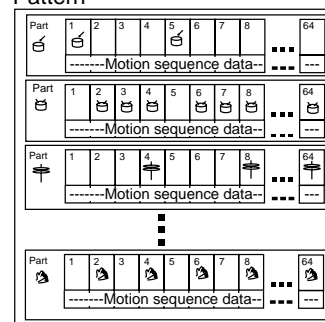 Pattern
Part 1 2 3 4 5 6 7 8 64
-------Motion sequence data-- ---
Part 1 2 3 4 5 6 7 8 64
-------Motion sequence data-- ---
Part 1 2 3 4 5 6 7 8 64
-------Motion sequence data-- ---
Part 1 2 3 4 5 6 7 8 64
-------Motion sequence data-- ---